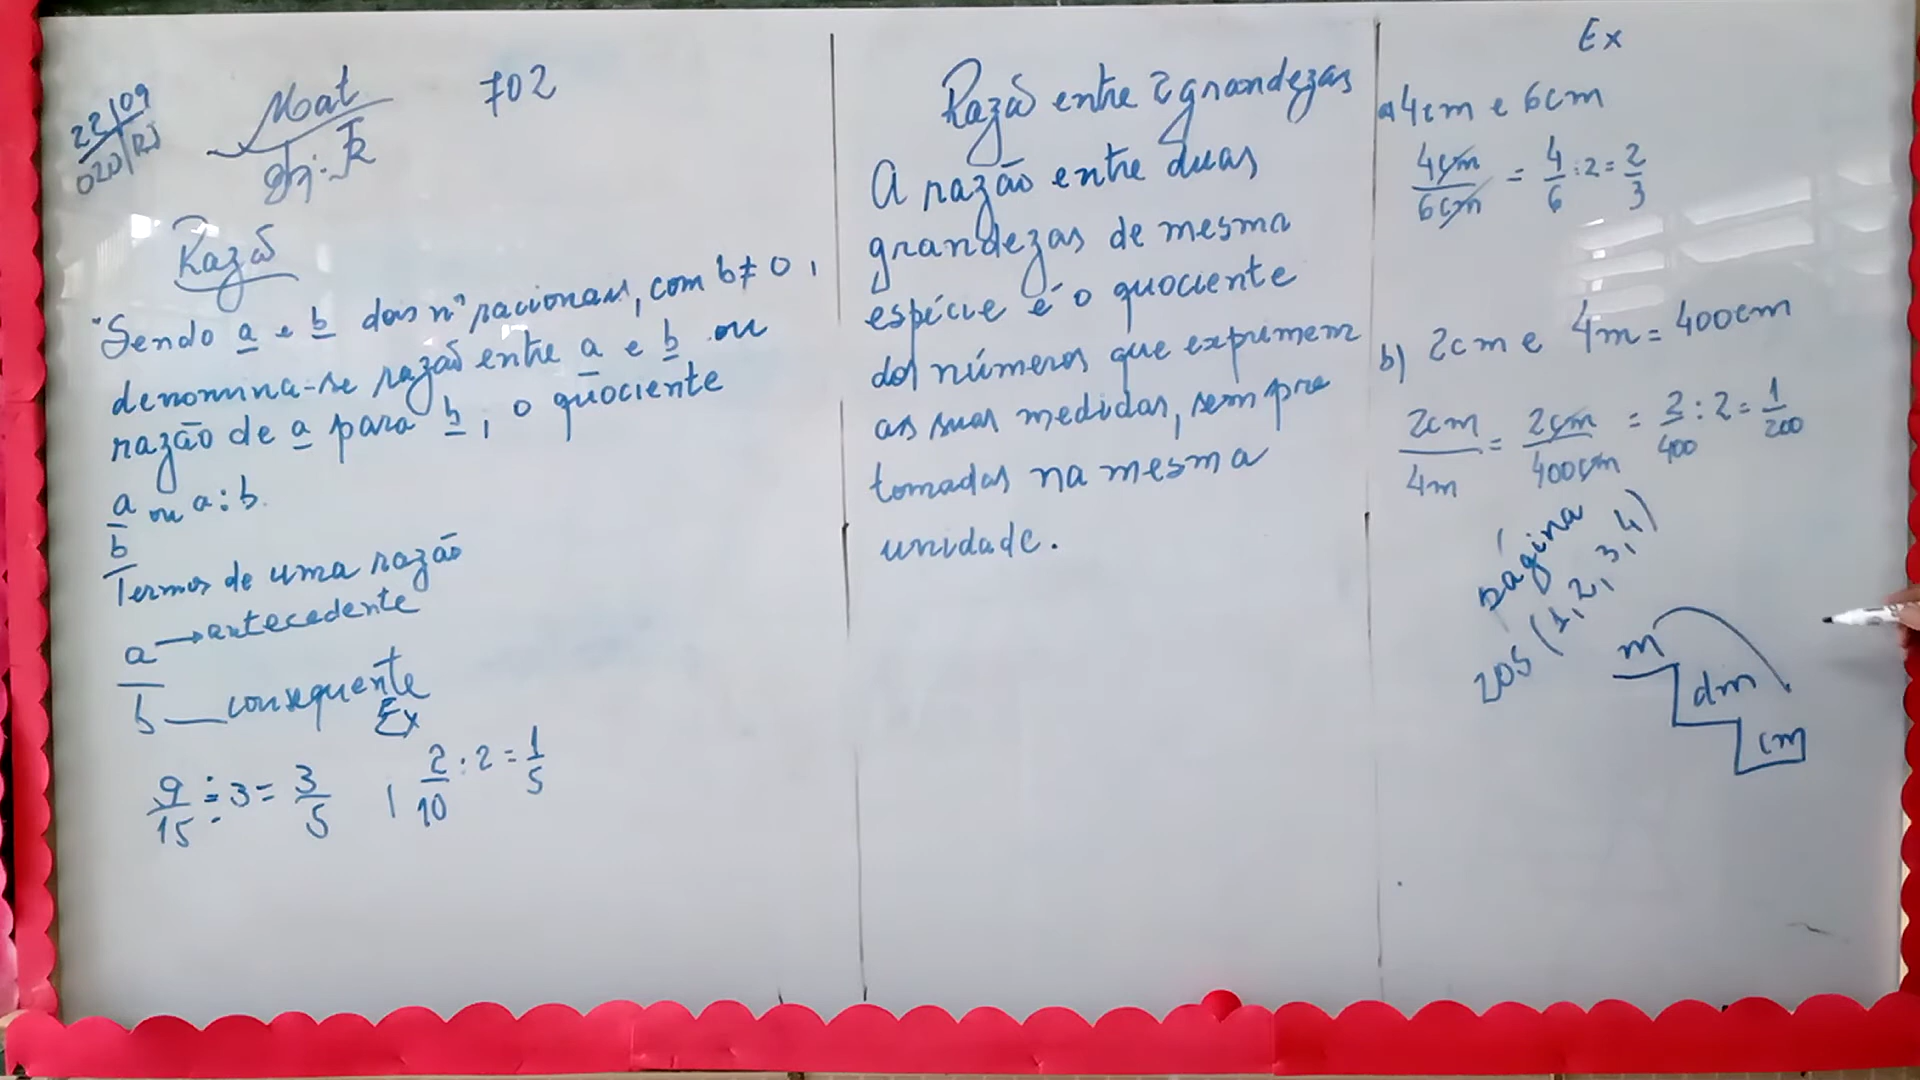 22/09
020/RJ
Mat
702
Razão
Sendo a e b dois nº racionais, com b ≠ 0,
denomina-se razão entre a e b ou
razão de a para b, o quociente
a/b ou a:b.
Termos de uma razão
a → antecedente
b __ consequente
Ex
9/15 ÷ 3 = 3/5 , 2/10 : 2 = 1/5
Razão entre 2 grandezas
A razão entre duas
grandezas de mesma
espécie é o quociente
dos números que exprimem
as suas medidas, sempre
tomadas na mesma
unidade.
Ex
a 4cm e 6cm
4cm/6cm = 4/6 :2 = 2/3
b) 2cm e 4m = 400cm
2cm/4m = 2cm/400cm = 2/400 : 2 = 1/200
página
205 (1, 2, 3, 4)
m
dm
cm